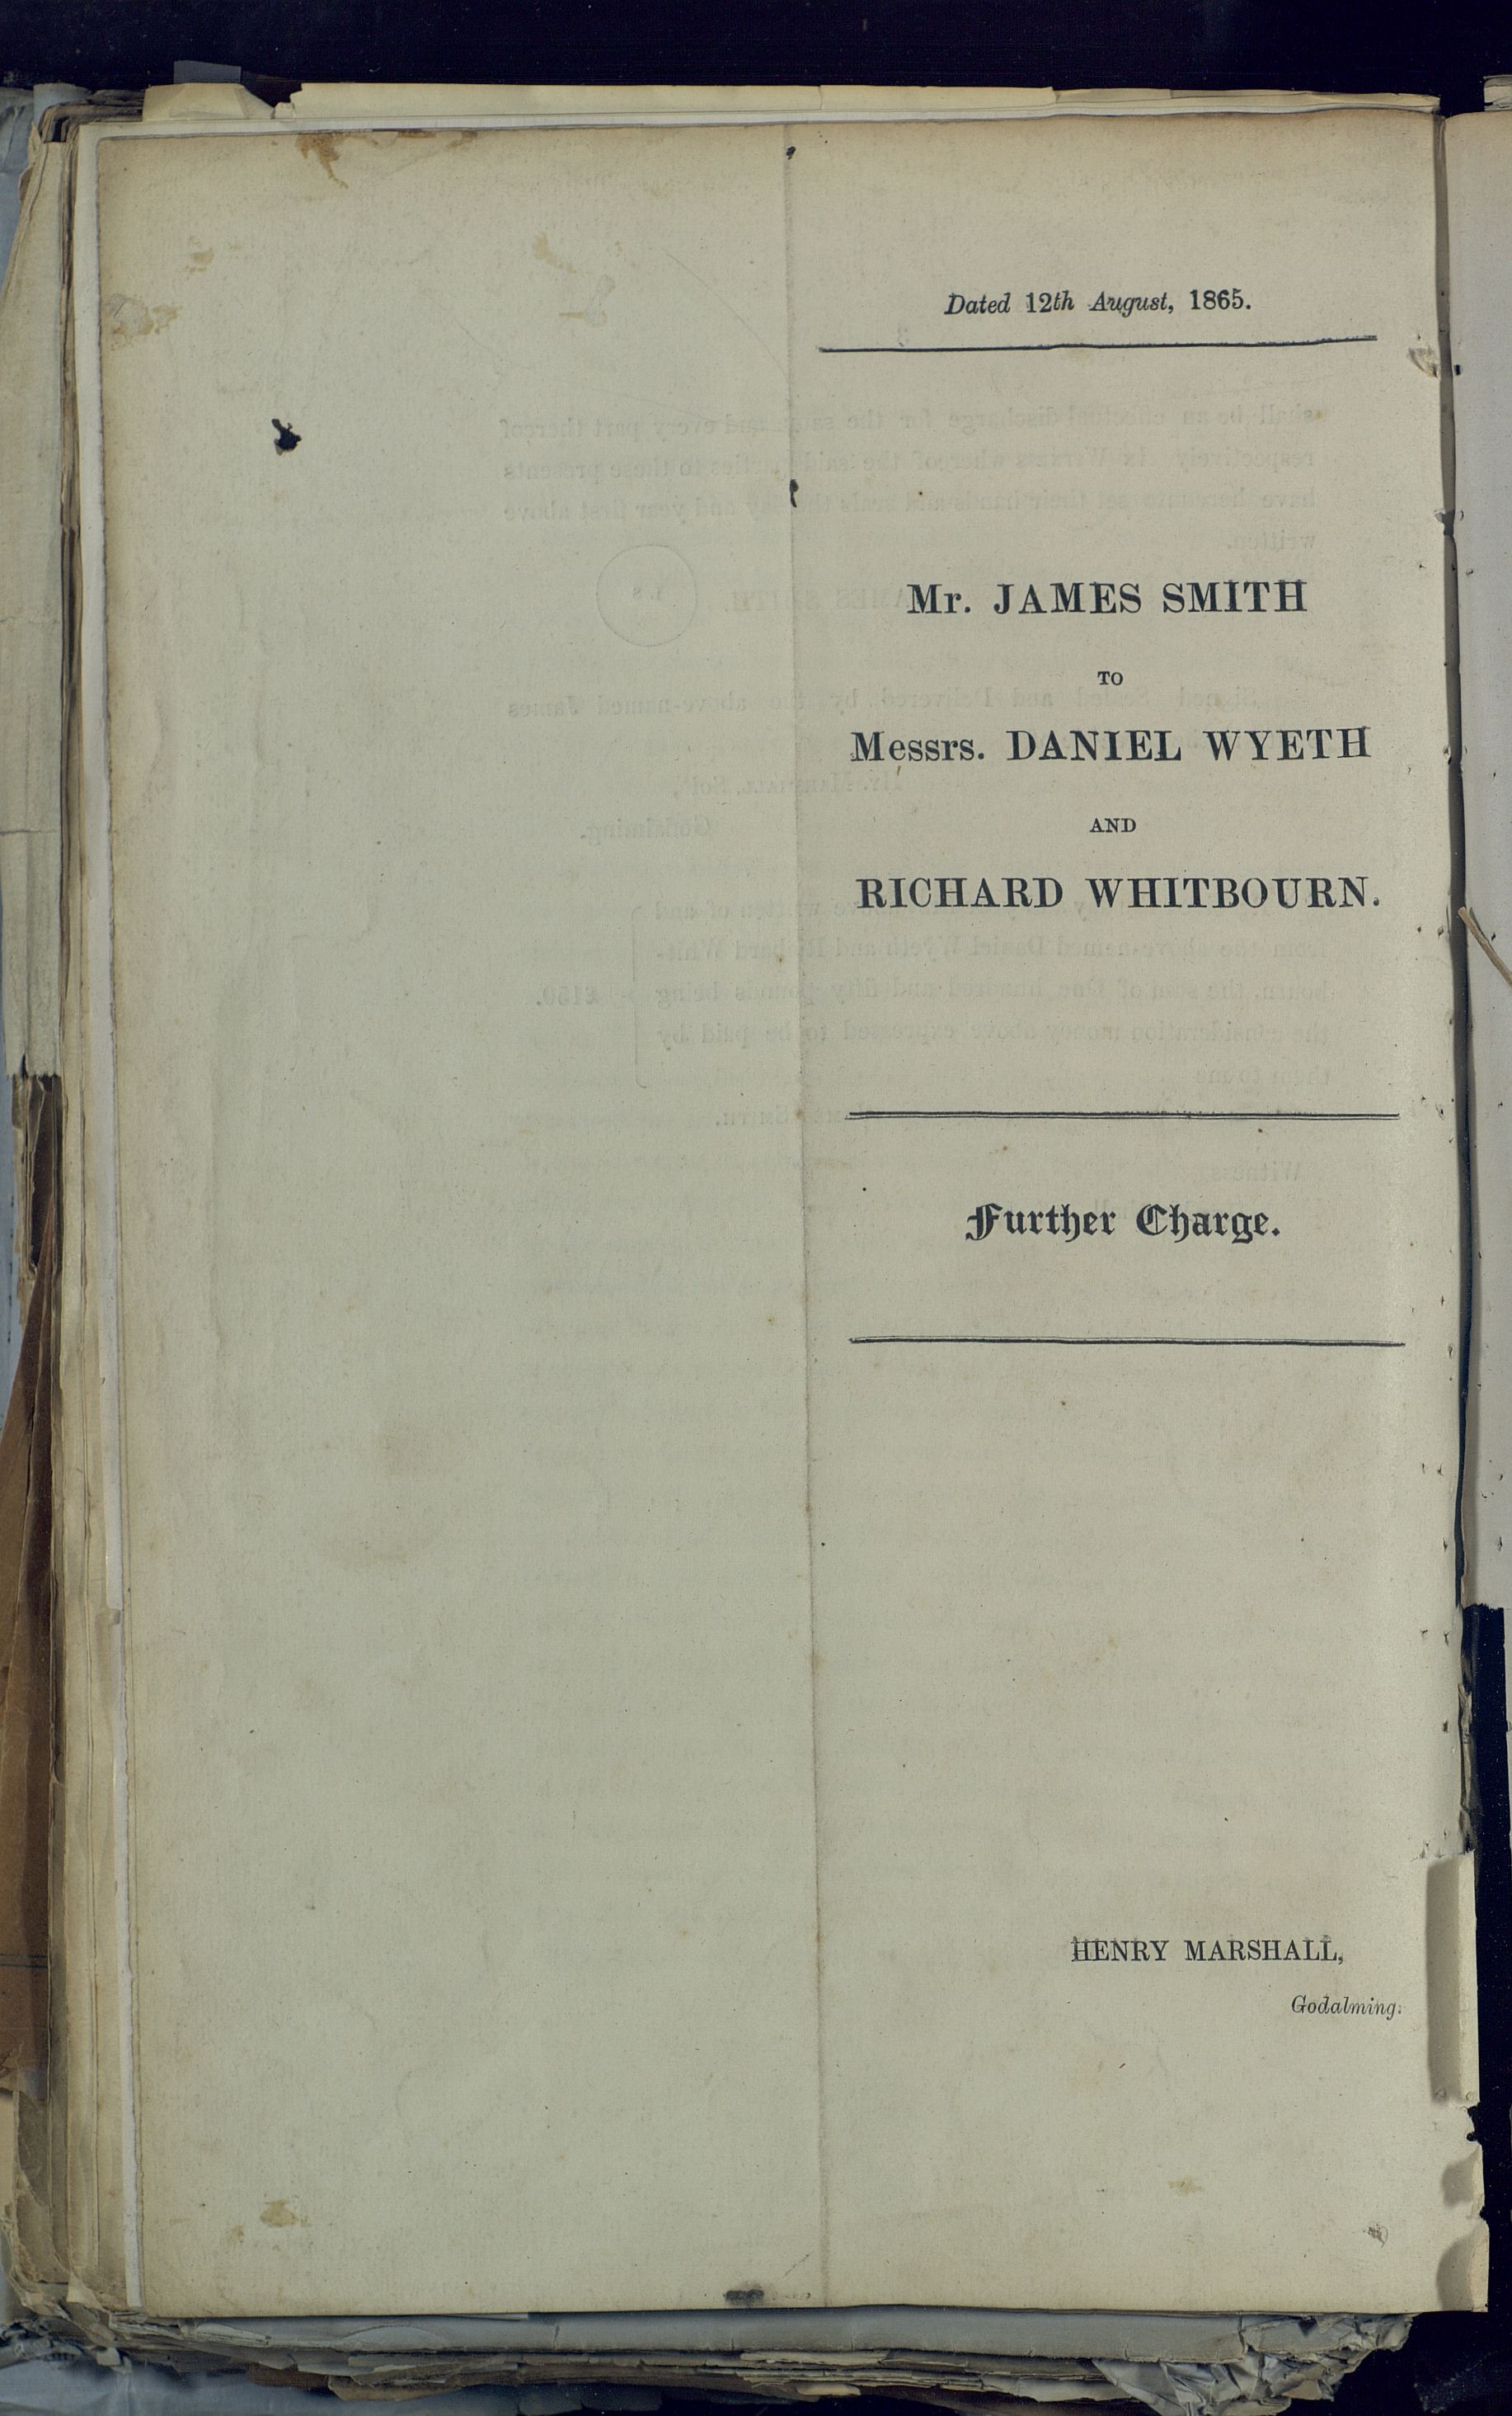 Dated 12th August, 1865.
Mr. JAMES SMITH
TO
Messrs. DANIEL WYETH
AND
RICHARD WHITBOURN.
Further Charge.
HENRY MARSHALL,
Godalming.